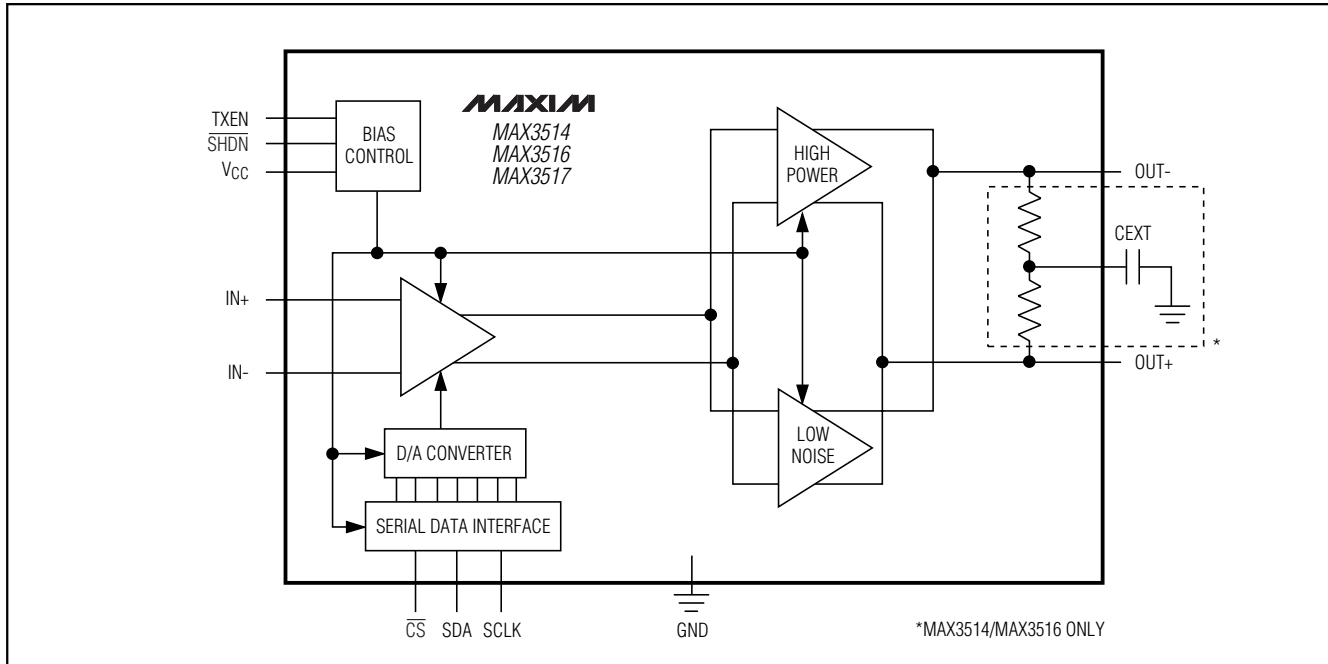 MAXIM
MAX3514
MAX3516
MAX3517
TXEN
SHDN
VCC
BIAS
CONTROL
HIGH
POWER
OUT-
CEXT
IN+
IN-
*
OUT+
LOW
NOISE
D/A CONVERTER
SERIAL DATA INTERFACE
CS SDA SCLK
GND
*MAX3514/MAX3516 ONLY